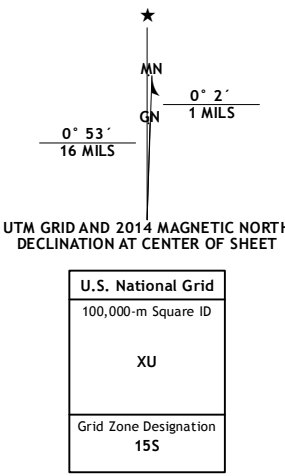 ★
MN
GN
0° 2´
1 MILS
0° 53´
16 MILS
UTM GRID AND 2014 MAGNETIC NORTH
DECLINATION AT CENTER OF SHEET
U.S. National Grid
100,000-m Square ID
XU
Grid Zone Designation
15S